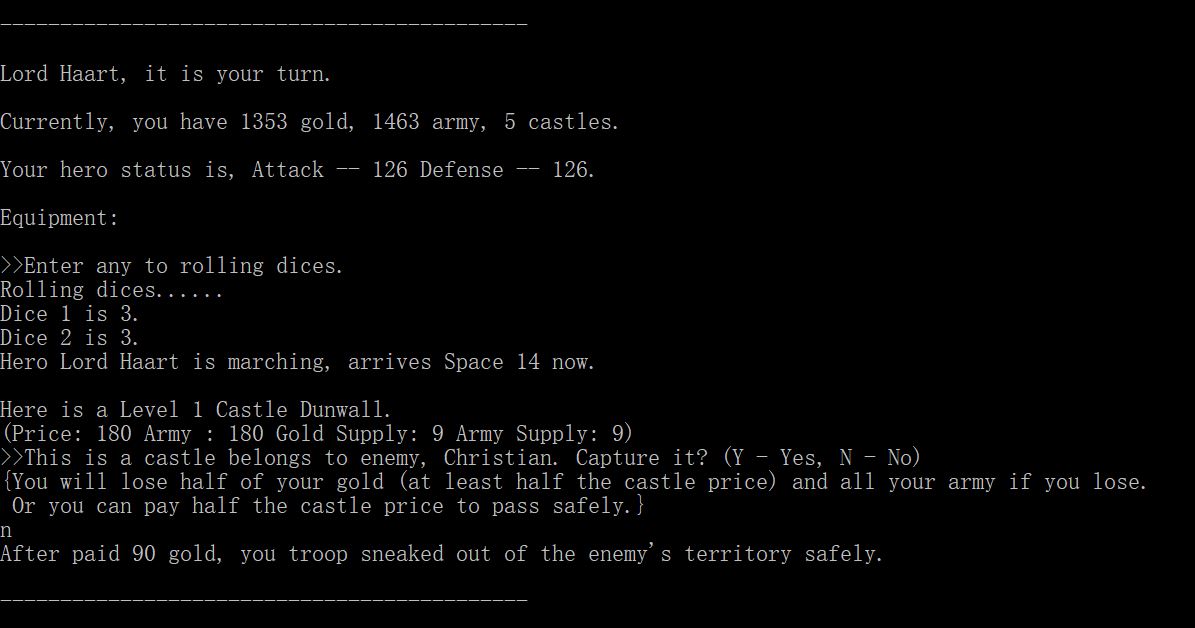 --------------------------------------------
Lord Haart, it is your turn.
Currently, you have 1353 gold, 1463 army, 5 castles.
Your hero status is, Attack -- 126 Defense -- 126.
Equipment:
>>Enter any to rolling dices.
Rolling dices......
Dice 1 is 3.
Dice 2 is 3.
Hero Lord Haart is marching, arrives Space 14 now.
Here is a Level 1 Castle Dunwall.
(Price: 180 Army : 180 Gold Supply: 9 Army Supply: 9)
>>This is a castle belongs to enemy, Christian. Capture it? (Y - Yes, N - No)
{You will lose half of your gold (at least half the castle price) and all your army if you lose.
Or you can pay half the castle price to pass safely.}
n
After paid 90 gold, you troop sneaked out of the enemy's territory safely.
--------------------------------------------